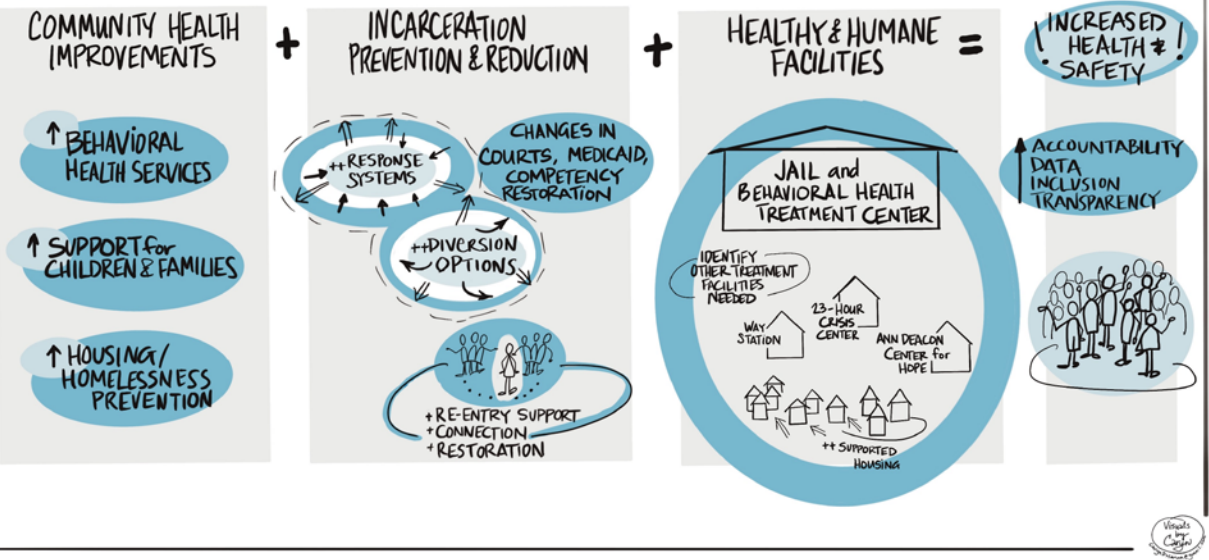 COMMUNITY HEALTH
IMPROVEMENTS
↑ BEHAVIORAL
HEALTH SERVICES
↑ SUPPORT for
CHILDREN & FAMILIES
↑ HOUSING/
HOMELESSNESS
PREVENTION
+
INCARCERATION
PREVENTION & REDUCTION
++ RESPONSE
SYSTEMS
CHANGES IN
COURTS, MEDICAID,
COMPETENCY
RESTORATION
++ DIVERSION
OPTIONS
+ RE-ENTRY SUPPORT
+ CONNECTION
+ RESTORATION
+
HEALTHY & HUMANE
FACILITIES
JAIL and
BEHAVIORAL HEALTH
TREATMENT CENTER
IDENTIFY
OTHER TREATMENT
FACILITIES
NEEDED
WAY
STATION
23-HOUR
CRISIS
CENTER
ANN DEACON
CENTER for
HOPE
++ SUPPORTED
HOUSING
=
! INCREASED
HEALTH &
SAFETY !
↑ ACCOUNTABILITY
DATA
INCLUSION
TRANSPARENCY
Visuals
by